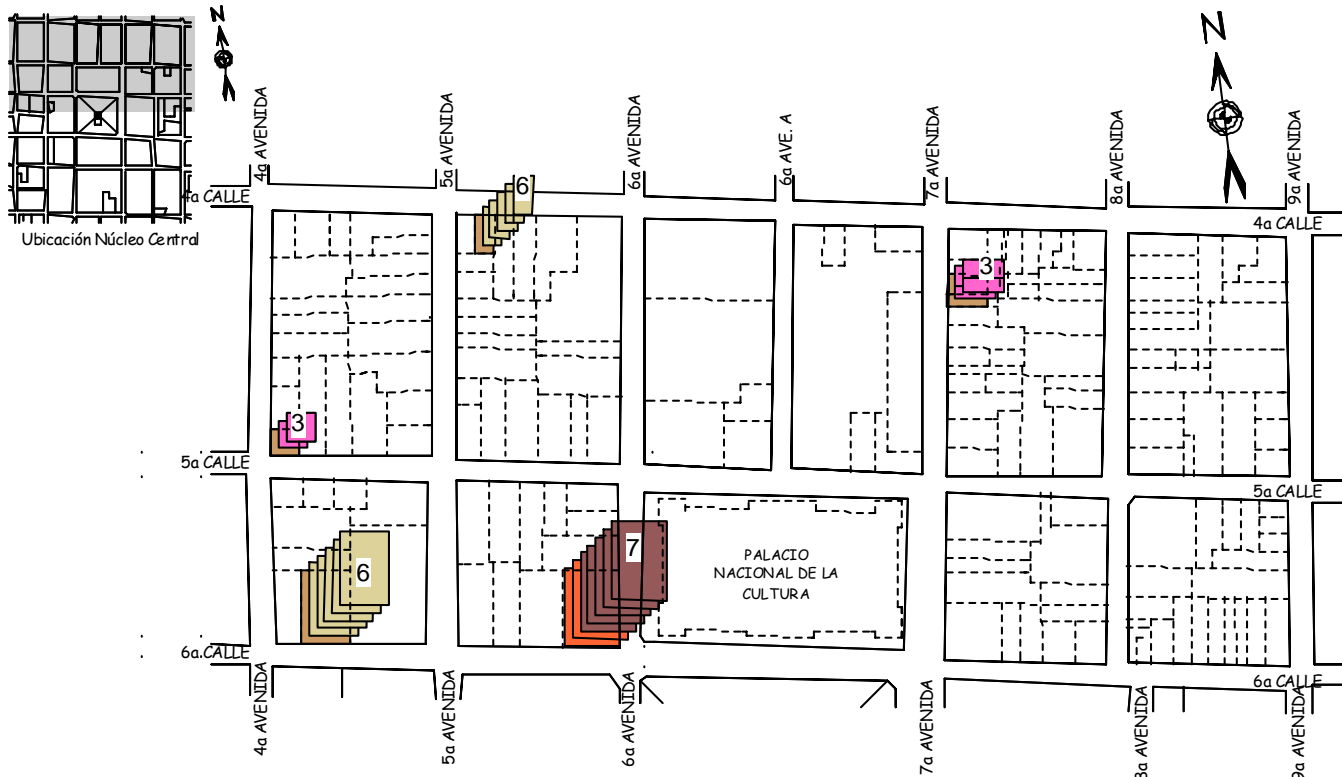 N
N
Ubicación Núcleo Central
4a AVENIDA
5a AVENIDA
6a AVENIDA
6a AVE. A
7a AVENIDA
8a AVENIDA
9a AVENIDA
4a CALLE
4a CALLE
6
3
3
5a CALLE
5a CALLE
6
7
PALACIO
NACIONAL DE LA
CULTURA
6a.CALLE
6a CALLE
4a AVENIDA
5a AVENIDA
6a AVENIDA
7a AVENIDA
8a AVENIDA
9a AVENIDA